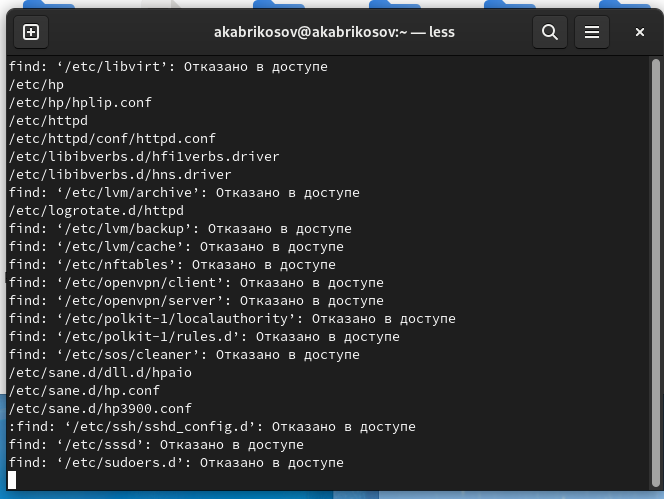 akabrikosov@akabrikosov:~ — less
find: ‘/etc/libvirt’: Отказано в доступе
/etc/hp
/etc/hp/hplip.conf
/etc/httpd
/etc/httpd/conf/httpd.conf
/etc/libibverbs.d/hfi1verbs.driver
/etc/libibverbs.d/hns.driver
find: ‘/etc/lvm/archive’: Отказано в доступе
/etc/logrotate.d/httpd
find: ‘/etc/lvm/backup’: Отказано в доступе
find: ‘/etc/lvm/cache’: Отказано в доступе
find: ‘/etc/nftables’: Отказано в доступе
find: ‘/etc/openvpn/client’: Отказано в доступе
find: ‘/etc/openvpn/server’: Отказано в доступе
find: ‘/etc/polkit-1/localauthority’: Отказано в доступе
find: ‘/etc/polkit-1/rules.d’: Отказано в доступе
find: ‘/etc/sos/cleaner’: Отказано в доступе
/etc/sane.d/dll.d/hpaio
/etc/sane.d/hp.conf
/etc/sane.d/hp3900.conf
:find: ‘/etc/ssh/sshd_config.d’: Отказано в доступе
find: ‘/etc/sssd’: Отказано в доступе
find: ‘/etc/sudoers.d’: Отказано в доступе